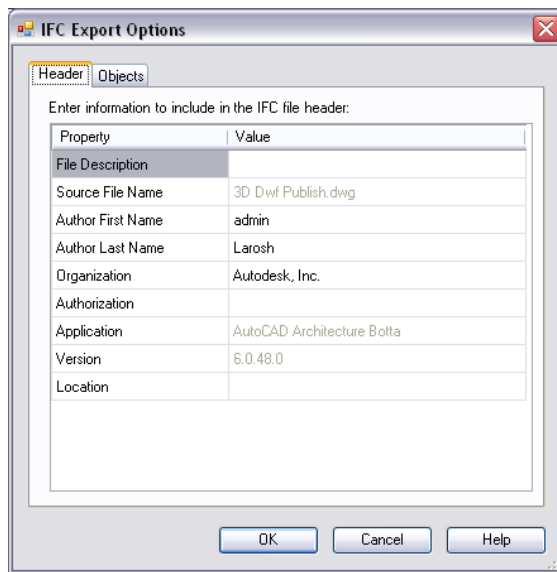 IFC Export Options
Header Objects
Enter information to include in the IFC file header:
Property Value
File Description
Source File Name 3D Dwf Publish.dwg
Author First Name admin
Author Last Name Larosh
Organization Autodesk, Inc.
Authorization
Application AutoCAD Architecture Botta
Version 6.0.48.0
Location
OK Cancel Help